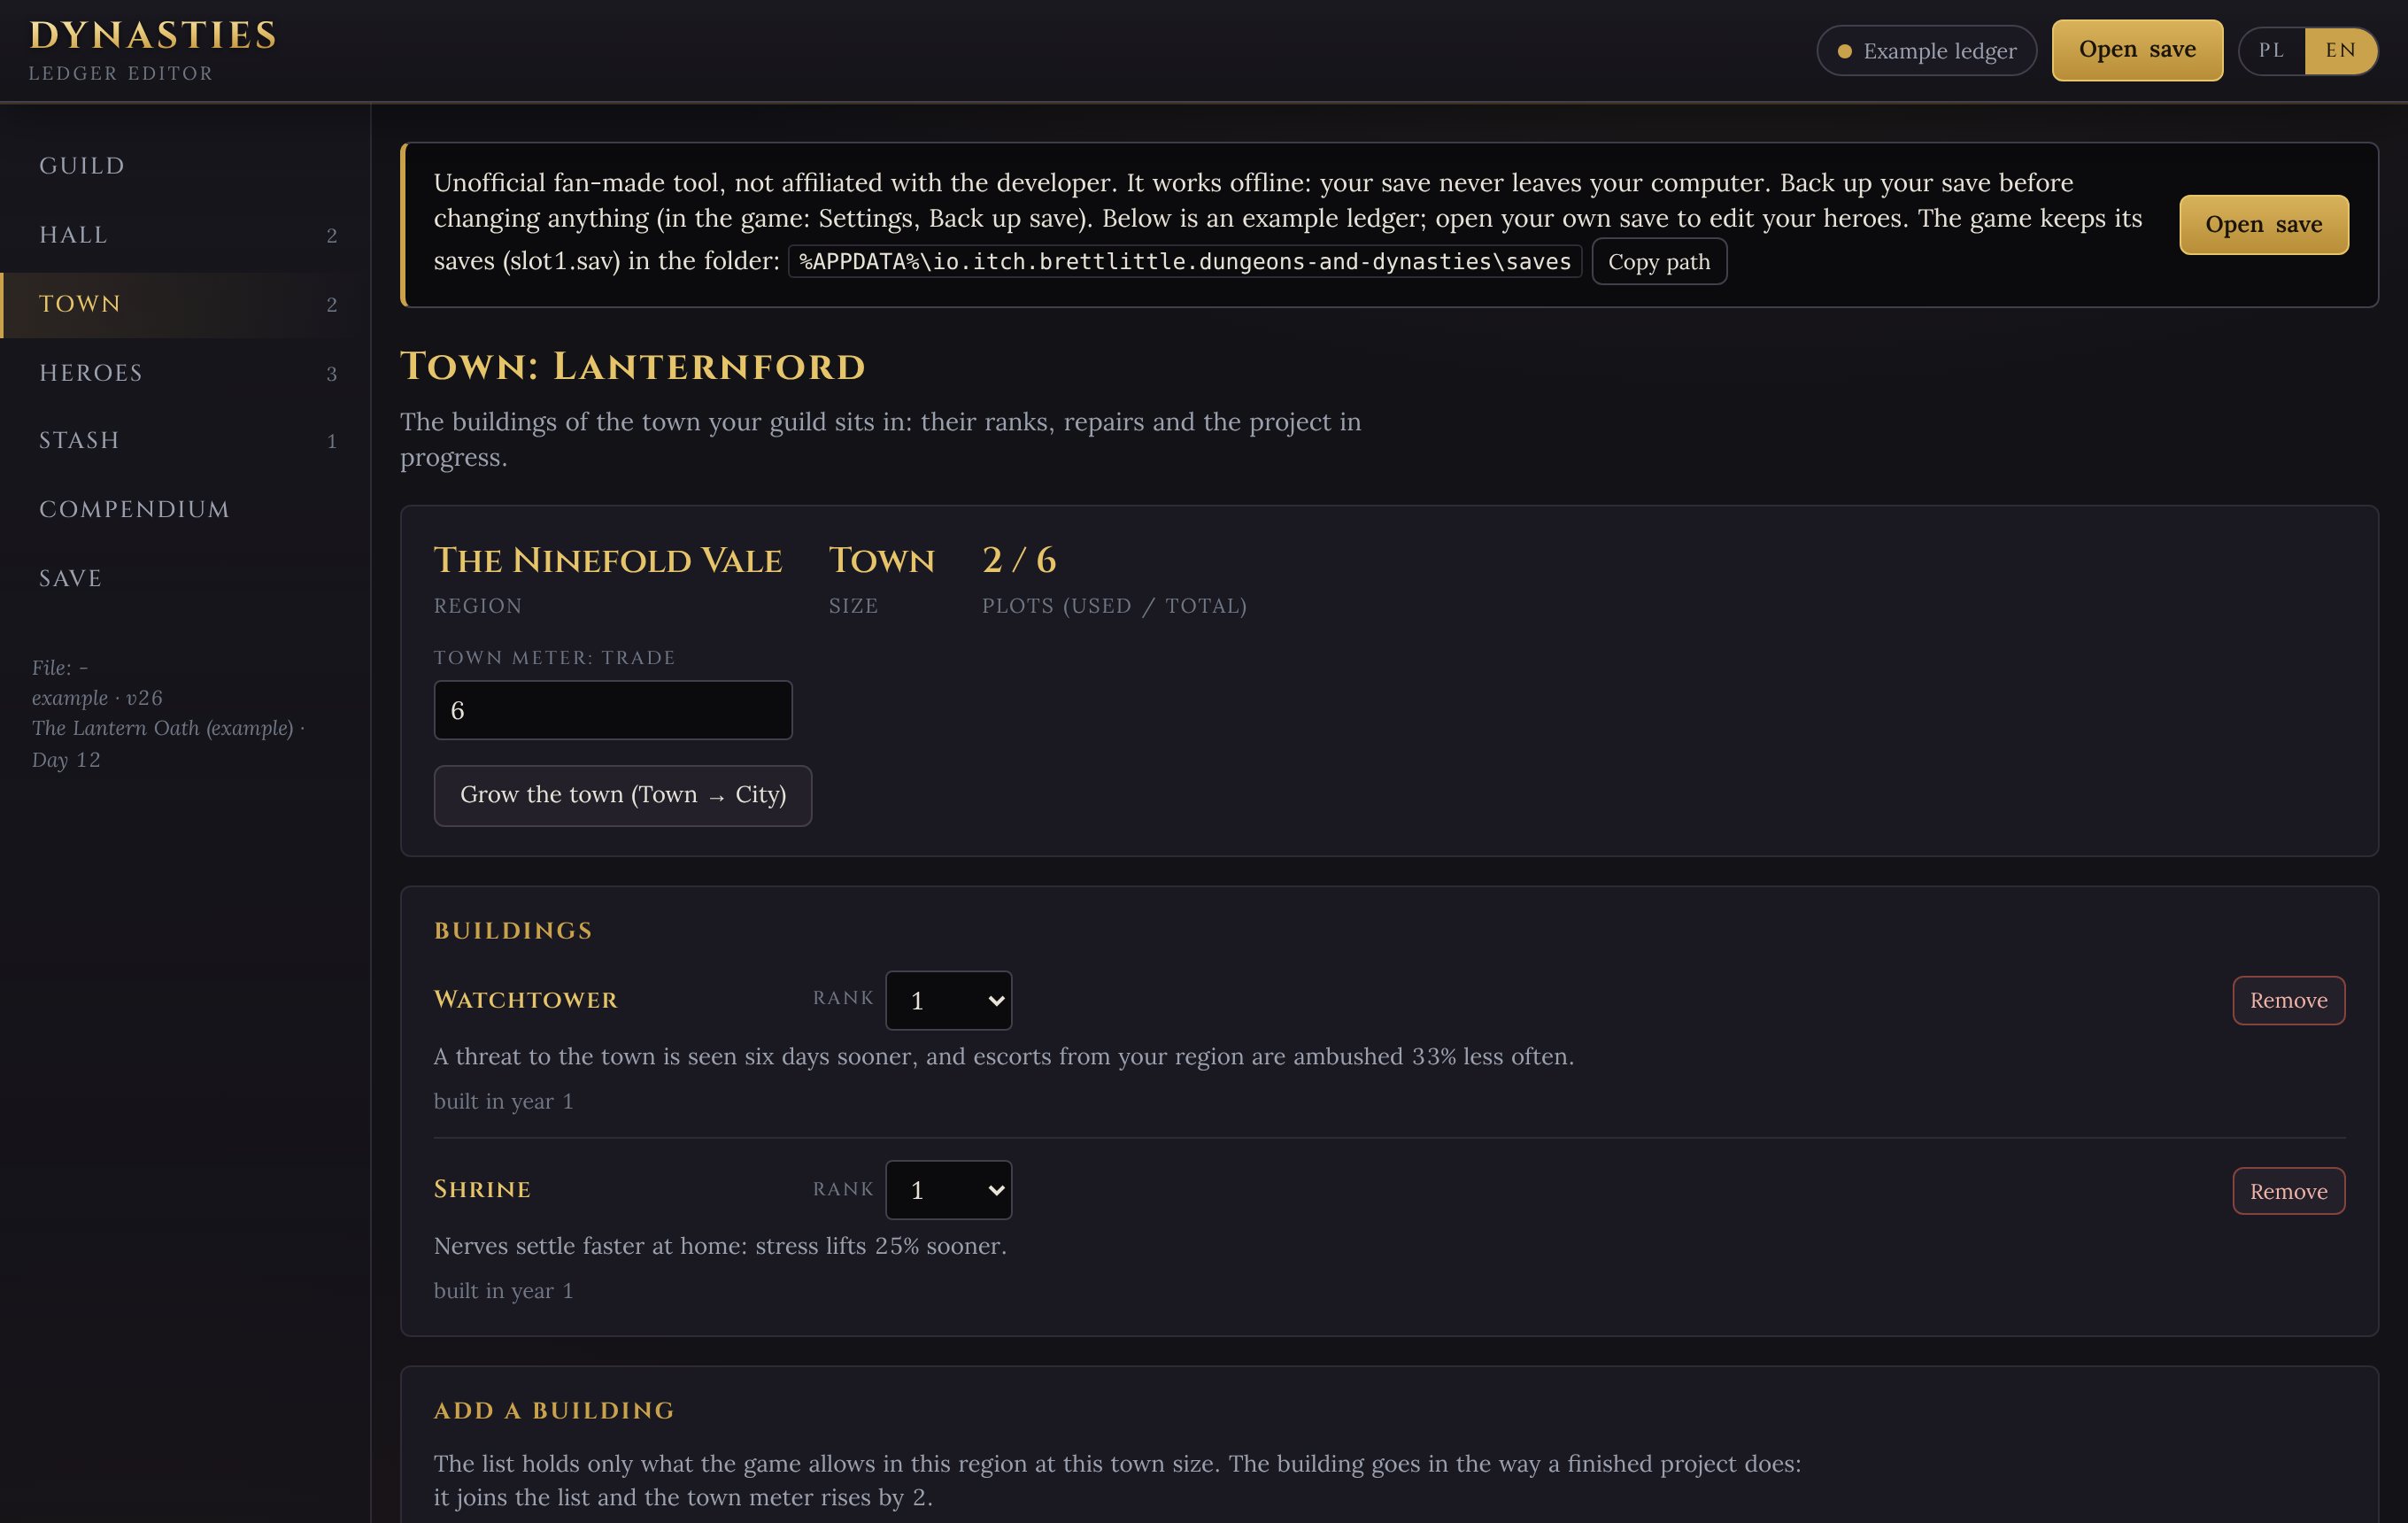 DYNASTIES
LEDGER EDITOR
Example ledger
Open save
PL
EN
GUILD
HALL 2
TOWN 2
HEROES 3
STASH 1
COMPENDIUM
SAVE
File: -
example · v26
The Lantern Oath (example) ·
Day 12
Unofficial fan-made tool, not affiliated with the developer. It works offline: your save never leaves your computer. Back up your save before
changing anything (in the game: Settings, Back up save). Below is an example ledger; open your own save to edit your heroes. The game keeps its
saves (slot1.sav) in the folder: %APPDATA%\io.itch.brettlittle.dungeons-and-dynasties\saves Copy path
Open save
TOWN: LANTERNFORD
The buildings of the town your guild sits in: their ranks, repairs and the project in
progress.
THE NINEFOLD VALE TOWN 2 / 6
REGION SIZE PLOTS (USED / TOTAL)
TOWN METER: TRADE
6
Grow the town (Town → City)
BUILDINGS
WATCHTOWER RANK 1 Remove
A threat to the town is seen six days sooner, and escorts from your region are ambushed 33% less often.
built in year 1
SHRINE RANK 1 Remove
Nerves settle faster at home: stress lifts 25% sooner.
built in year 1
ADD A BUILDING
The list holds only what the game allows in this region at this town size. The building goes in the way a finished project does:
it joins the list and the town meter rises by 2.